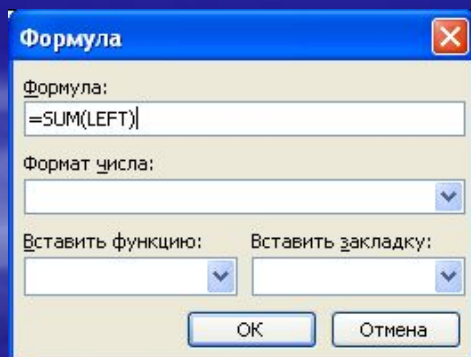 Формула
Формула:
=SUM(LEFT)
Формат числа:
Вставить функцию: Вставить закладку:
ОК Отмена